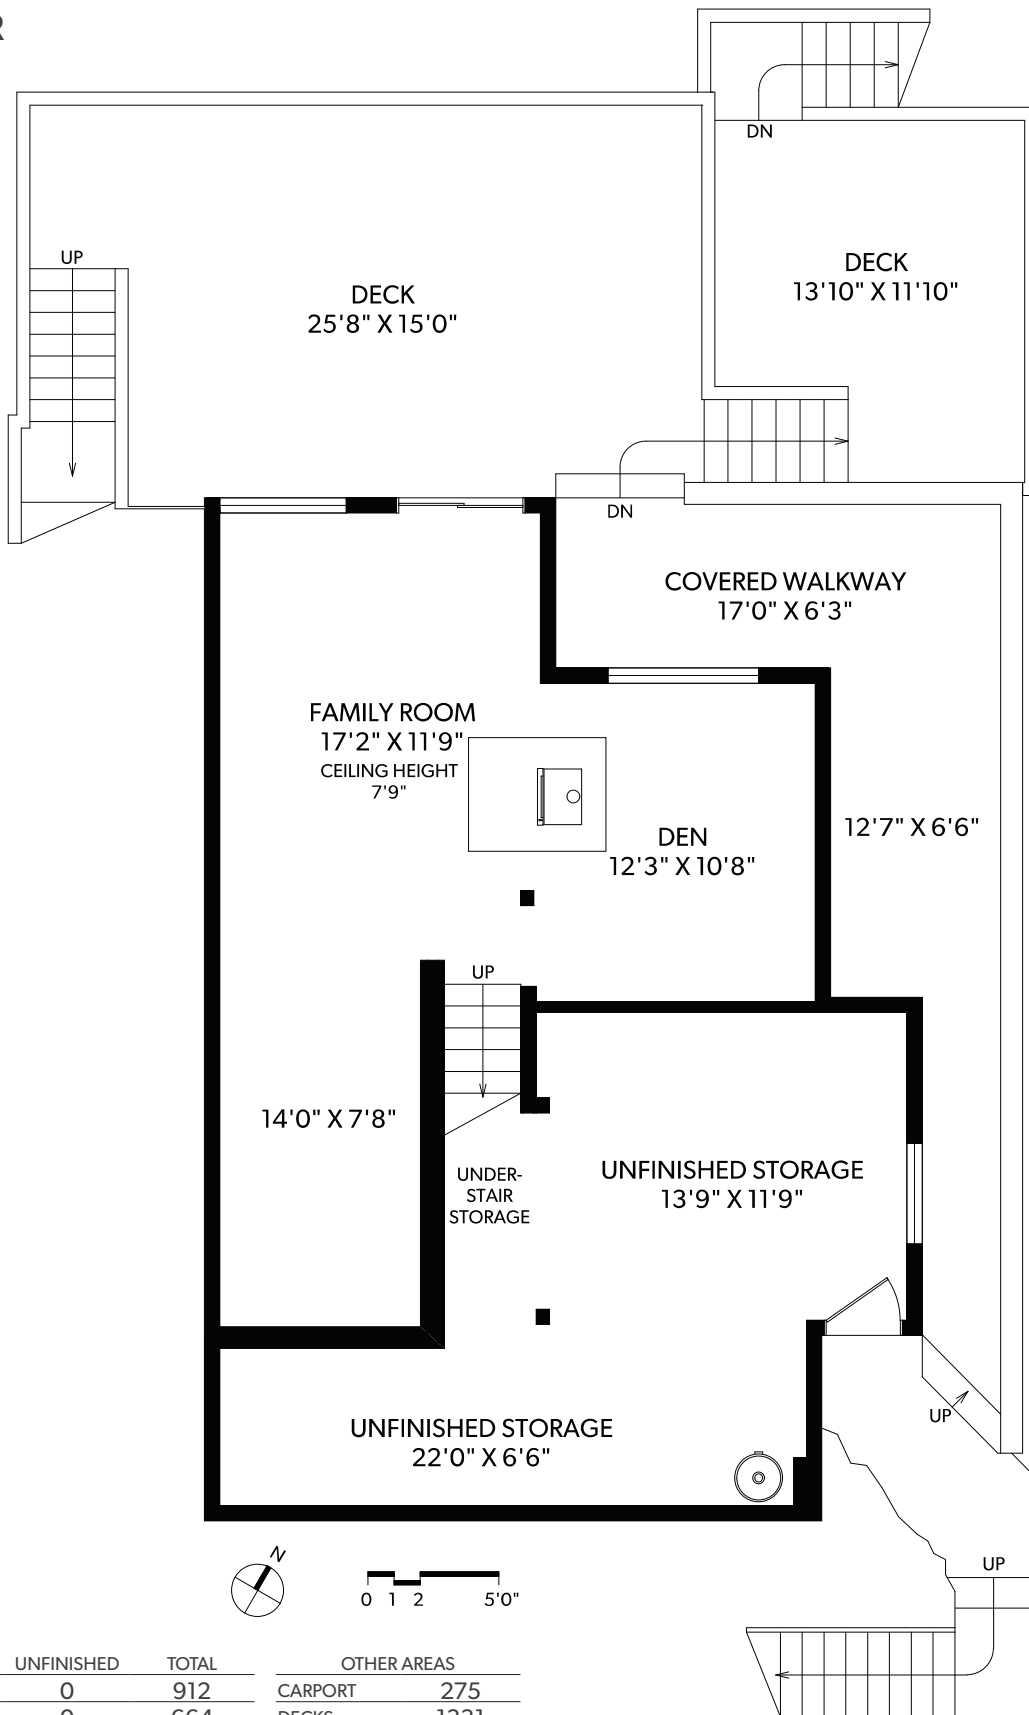 R
DN
UP
DECK
25'8" X 15'0"
DECK
13'10" X 11'10"
DN
COVERED WALKWAY
17'0" X 6'3"
FAMILY ROOM
17'2" X 11'9"
CEILING HEIGHT
7'9"
DEN
12'3" X 10'8"
12'7" X 6'6"
UP
14'0" X 7'8"
UNDER-
STAIR
STORAGE
UNFINISHED STORAGE
13'9" X 11'9"
UP
UNFINISHED STORAGE
22'0" X 6'6"
N
0 1 2 5'0"
UP
UNFINISHED TOTAL
0 912
OTHER AREAS
CARPORT 275